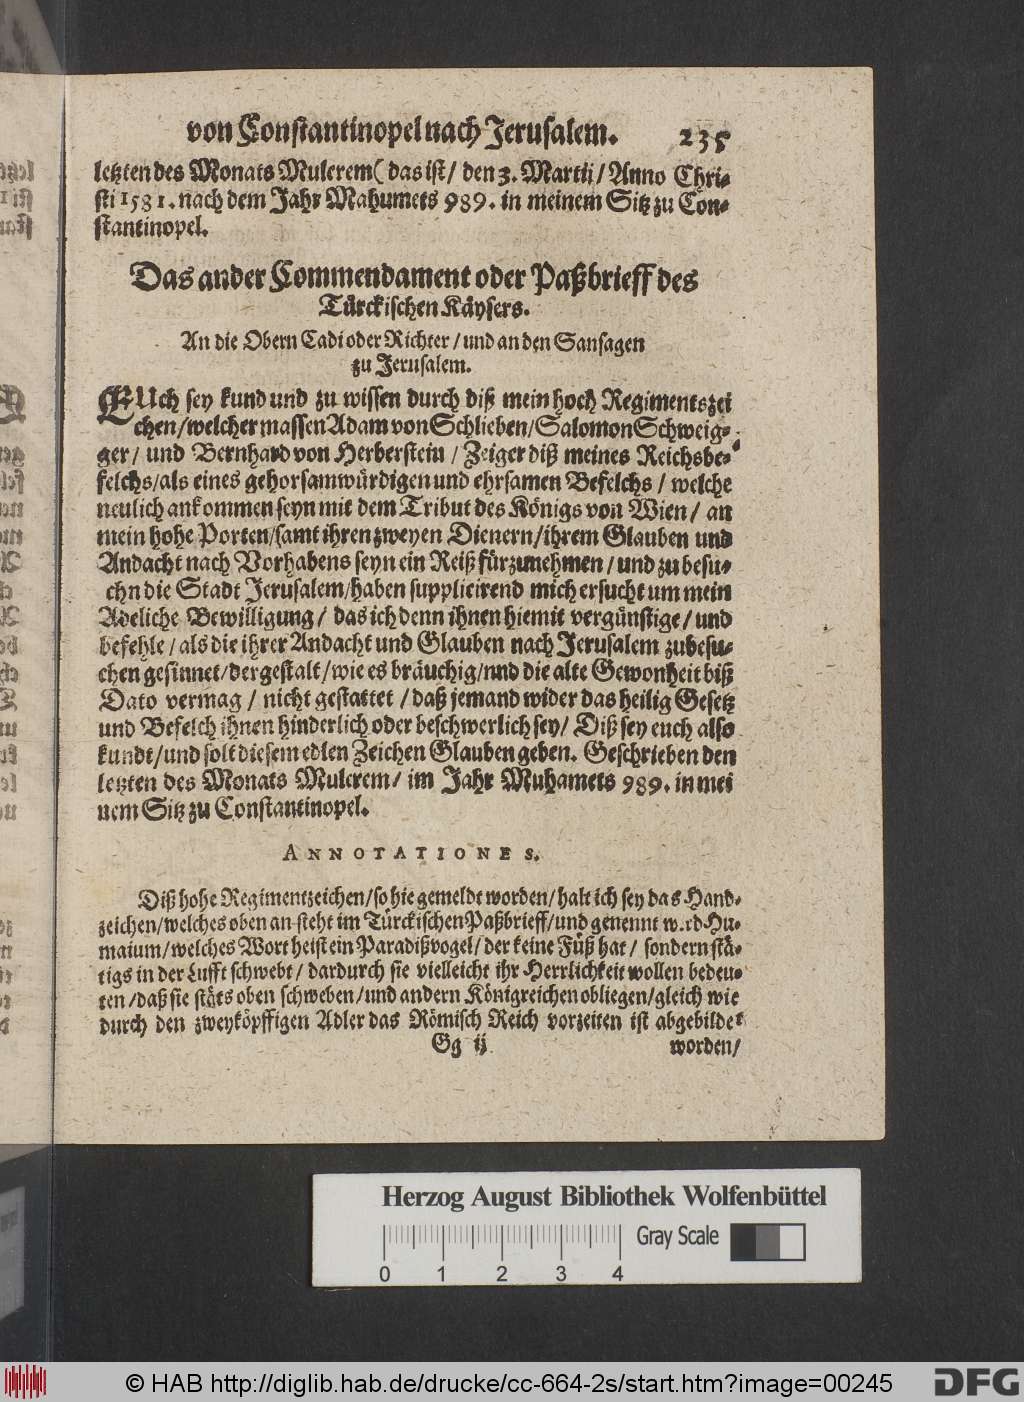 von Constantinopel nach Jerusalem. 235
letzten des Monats Mulcrem( das ist/ den 3. Martii/ Anno Chri-
sti 1581. nach dem Jahr Mahumets 989. in meinem Sitz zu Con-
stantinopel.
Das ander Commendament oder Paßbrieff des
Türckischen Käysers.
An die Obern Cadi oder Richter/ und an den Sansagen
zu Jerusalem.
EUch sey kund und zu wissen durch diß mein hoch Regimentszei
chen/ welcher massen Adam von Schlieben/ Salomon Schweig-
ger/ und Bernhard von Herberstein/ Zeiger diß meines Reichsbe-
felchs/ als eines gehorsamwürdigen und ehrsamen Befelchs/ welche
neulich ankommen seyn mit dem Tribut des Königs von Wien/ an
mein hohe Porten/ samt ihren zweyen Dienern/ ihrem Glauben und
Andacht nach Vorhabens seyn ein Reiß fürzunehmen/ und zu besu-
chn die Stadt Jerusalem/ haben supplicirend mich ersucht um mein
Adeliche Bewilligung/ das ich denn ihnen hiemit vergünstige/ und
befehle/ als die ihrer Andacht und Glauben nach Jerusalem zubesu-
chen gesinnet/ dergestalt/ wie es bräuchig/ nnd die alte Gewonheit biß
Dato vermag/ nicht gestattet/ daß jemand wider das heilig Gesetz
und Befelch ihnen hinderlich oder beschwerlich sey/ Diß sey euch also
kundt/ und solt diesem edlen Zeichen Glauben geben. Geschrieben den
letzten des Monats Mulcrem/ im Jahr Muhamets 989. in mei
nem Sitz zu Constantinopel.
ANNOTATIONES.
Diß hohe Regimentzeichen/ so hie gemeldt worden/ halt ich sey das Hand-
zeichen/ welches oben an steht im Türckischen Paßbrieff/ und genennt w.rd Hu-
maium/ welches Wort heist ein Paradißvogel/ der keine Füß hat/ sondern stä-
tigs in der Lufft schwebt/ dardurch sie vielleicht ihr Herrlichkeit wollen bedeu-
ten/ daß sie stäts oben schweben/ und andern Königreichen obliegen/ gleich wie
durch den zweyköpffigen Adler das Römisch Reich vorzeiten ist abgebildet
Gg ij worden/
Herzog August Bibliothek Wolfenbüttel
Gray Scale
0 1 2 3 4
© HAB http://diglib.hab.de/drucke/cc-664-2s/start.htm?image=00245
DFG